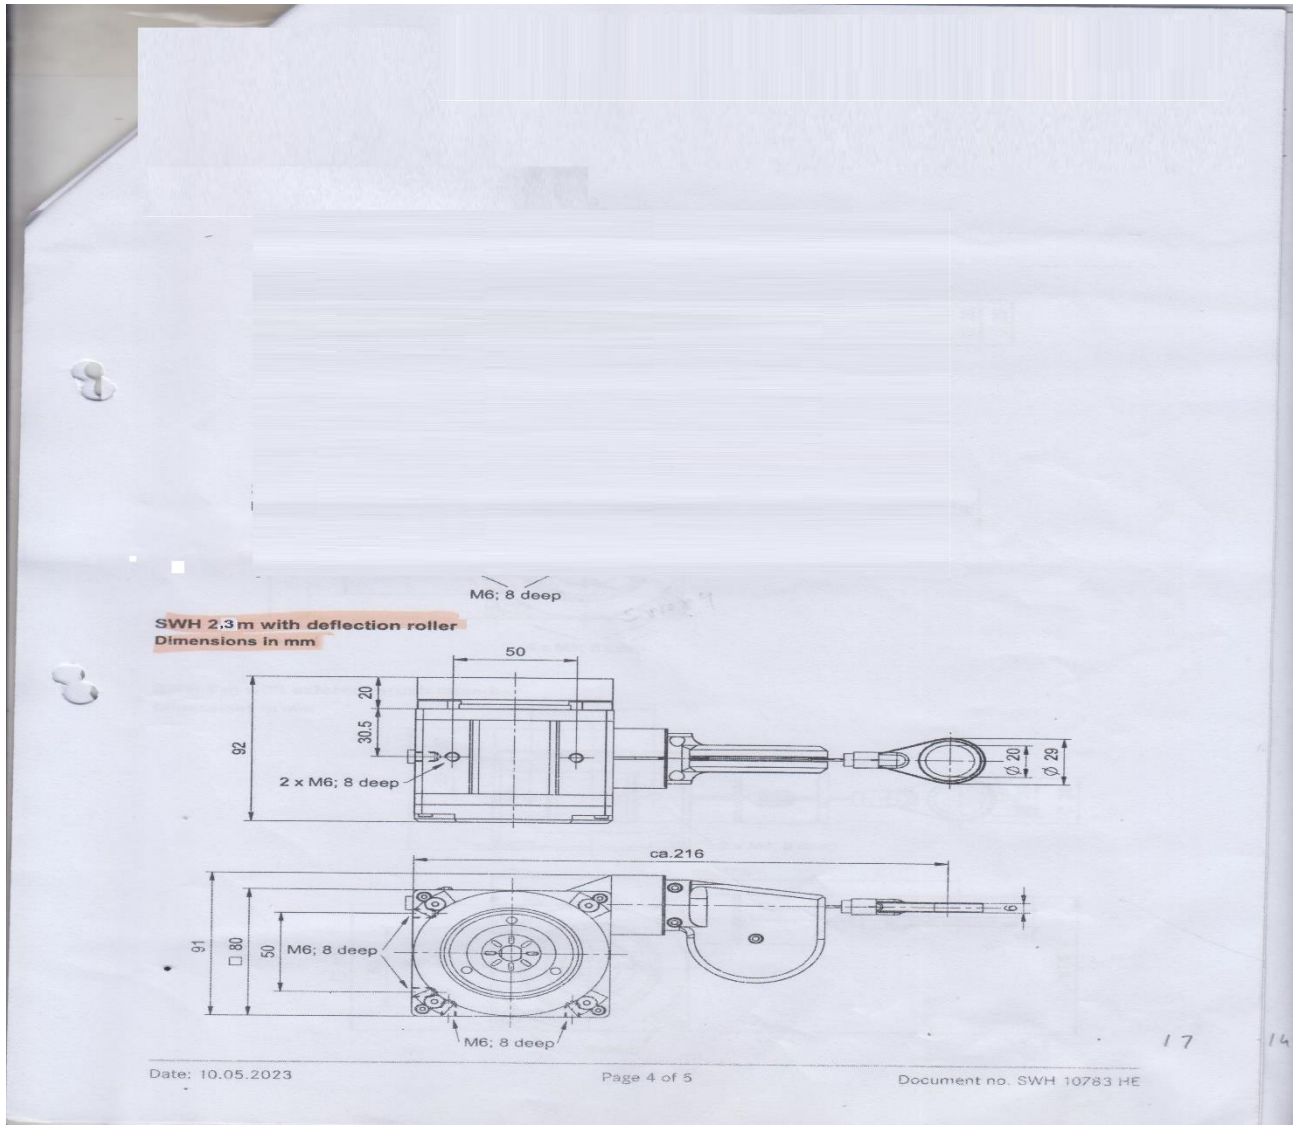 M6; 8 deep
SWH 2,3m with deflection roller
Dimensions in mm
50
20
30.5
92
2 x M6; 8 deep
Ø 20
Ø 29
ca.216
91
□ 80
50
M6; 8 deep
6
M6; 8 deep
17
14
Date: 10.05.2023
Page 4 of 5
Document no. SWH 10783 HE